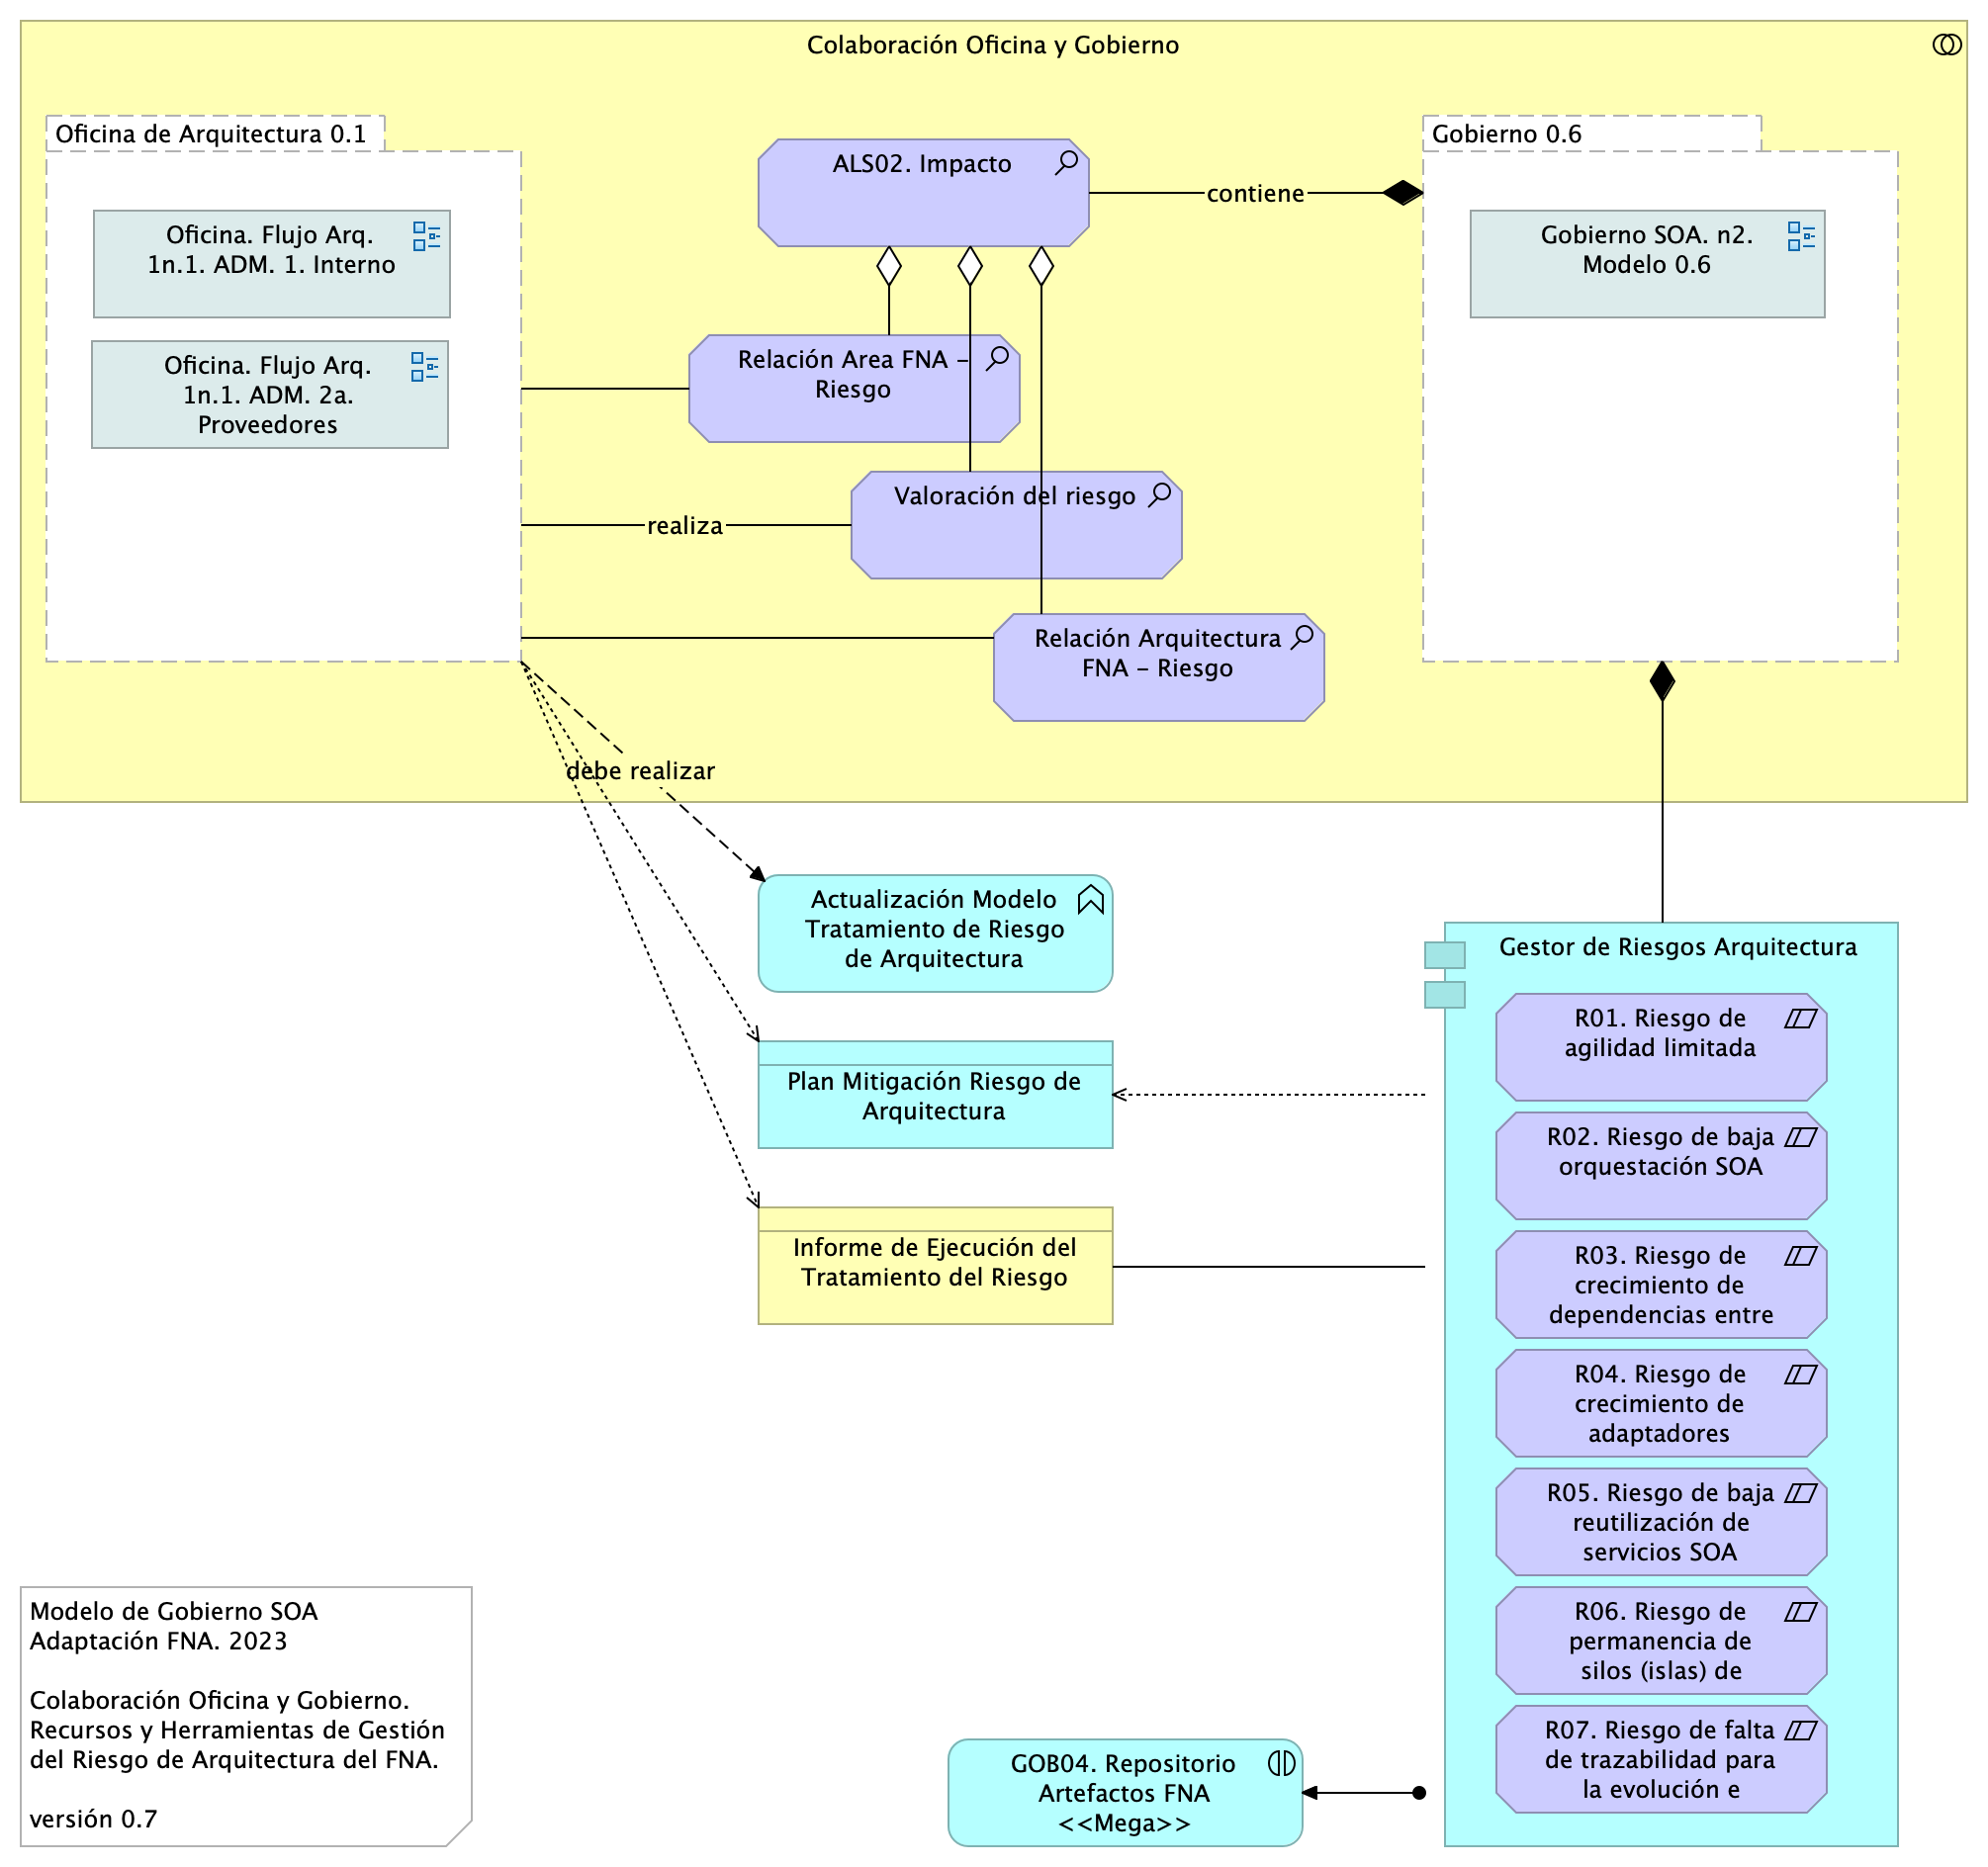 Colaboración Oficina y Gobierno
Oficina de Arquitectura 0.1
Oficina. Flujo Arq.
1n.1. ADM. 1. Interno
Oficina. Flujo Arq.
1n.1. ADM. 2a.
Proveedores
ALS02. Impacto
contiene
Gobierno 0.6
Gobierno SOA. n2.
Modelo 0.6
Relación Area FNA –
Riesgo
Valoración del riesgo
realiza
Relación Arquitectura
FNA – Riesgo
debe realizar
Actualización Modelo
Tratamiento de Riesgo
de Arquitectura
Plan Mitigación Riesgo de
Arquitectura
Informe de Ejecución del
Tratamiento del Riesgo
Gestor de Riesgos Arquitectura
R01. Riesgo de
agilidad limitada
R02. Riesgo de baja
orquestación SOA
R03. Riesgo de
crecimiento de
dependencias entre
R04. Riesgo de
crecimiento de
adaptadores
R05. Riesgo de baja
reutilización de
servicios SOA
R06. Riesgo de
permanencia de
silos (islas) de
R07. Riesgo de falta
de trazabilidad para
la evolución e
GOB04. Repositorio
Artefactos FNA
<<Mega>>
Modelo de Gobierno SOA
Adaptación FNA. 2023
Colaboración Oficina y Gobierno.
Recursos y Herramientas de Gestión
del Riesgo de Arquitectura del FNA.
versión 0.7